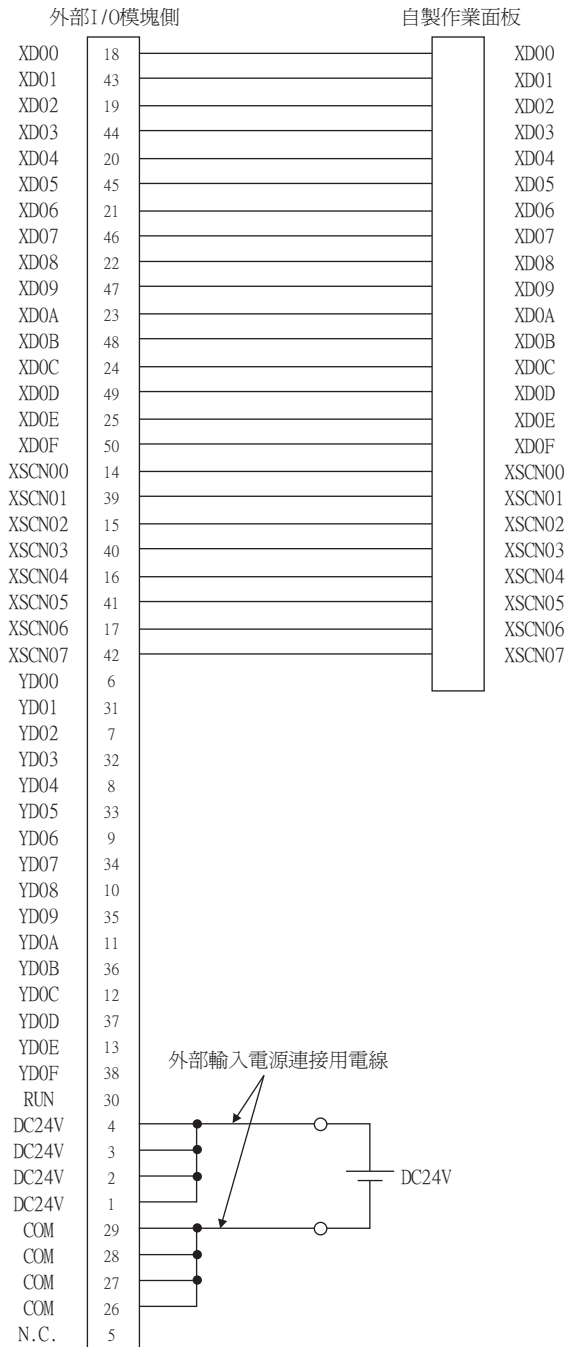 外部I/O模塊側 自製作業面板
XD00 18 XD00
XD01 43 XD01
XD02 19 XD02
XD03 44 XD03
XD04 20 XD04
XD05 45 XD05
XD06 21 XD06
XD07 46 XD07
XD08 22 XD08
XD09 47 XD09
XD0A 23 XD0A
XD0B 48 XD0B
XD0C 24 XD0C
XD0D 49 XD0D
XD0E 25 XD0E
XD0F 50 XD0F
XSCN00 14 XSCN00
XSCN01 39 XSCN01
XSCN02 15 XSCN02
XSCN03 40 XSCN03
XSCN04 16 XSCN04
XSCN05 41 XSCN05
XSCN06 17 XSCN06
XSCN07 42 XSCN07
YD00 6
YD01 31
YD02 7
YD03 32
YD04 8
YD05 33
YD06 9
YD07 34
YD08 10
YD09 35
YD0A 11
YD0B 36
YD0C 12
YD0D 37
YD0E 13
外部輸入電源連接用電線
YD0F 38
RUN 30
DC24V 4
DC24V 3
DC24V 2 DC24V
DC24V 1
COM 29
COM 28
COM 27
COM 26
N.C. 5